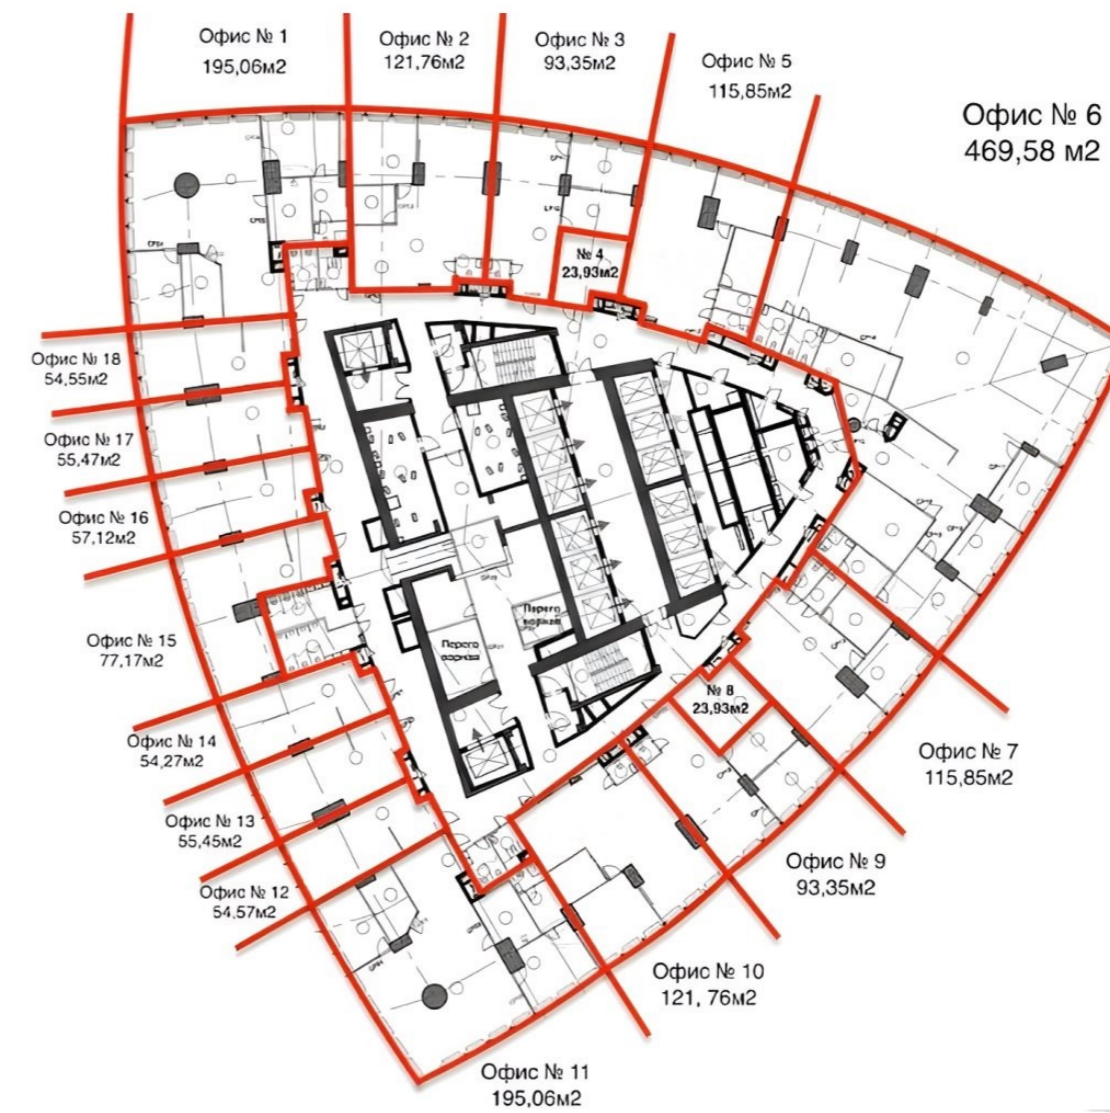 Офис № 1
195,06м2
Офис № 2
121,76м2
Офис № 3
93,35м2
Офис № 5
115,85м2
Офис № 6
469,58 м2
№ 4
23,93м2
Офис № 18
54,55м2
Офис № 17
55,47м2
Офис № 16
57,12м2
Офис № 15
77,17м2
Офис № 14
54,27м2
Офис № 13
55,45м2
Офис № 12
54,57м2
№ 8
23,93м2
Офис № 7
115,85м2
Офис № 9
93,35м2
Офис № 10
121, 76м2
Офис № 11
195,06м2